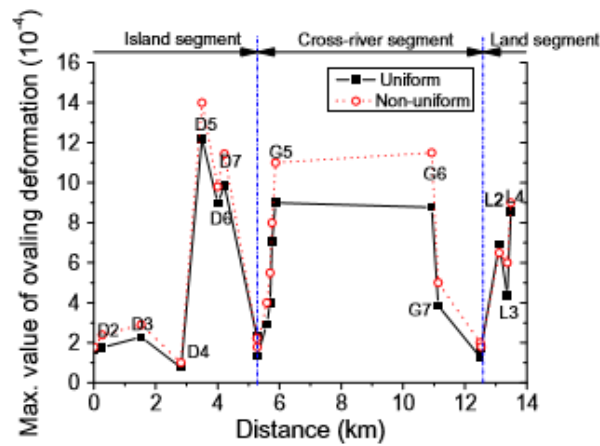 Island segment Cross-river segment Land segment
Max. value of ovaling deformation (10⁻⁴)
16
14
12
10
8
6
4
2
0
Uniform
Non-uniform
D2
D3
D4
D5
D6
D7
G5
G6
G7
L2
L3
L4
0 2 4 6 8 10 12 14
Distance (km)